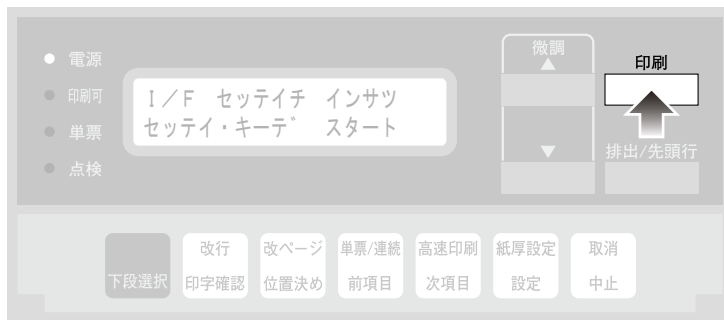 電源
印刷可
単票
点検
I／F セッテイチ インサツ
セッテイ・キーデ゛ スタート
微調
印刷
排出/先頭行
下段選択
改行
印字確認
改ページ
位置決め
単票/連続
前項目
高速印刷
次項目
紙厚設定
設定
取消
中止